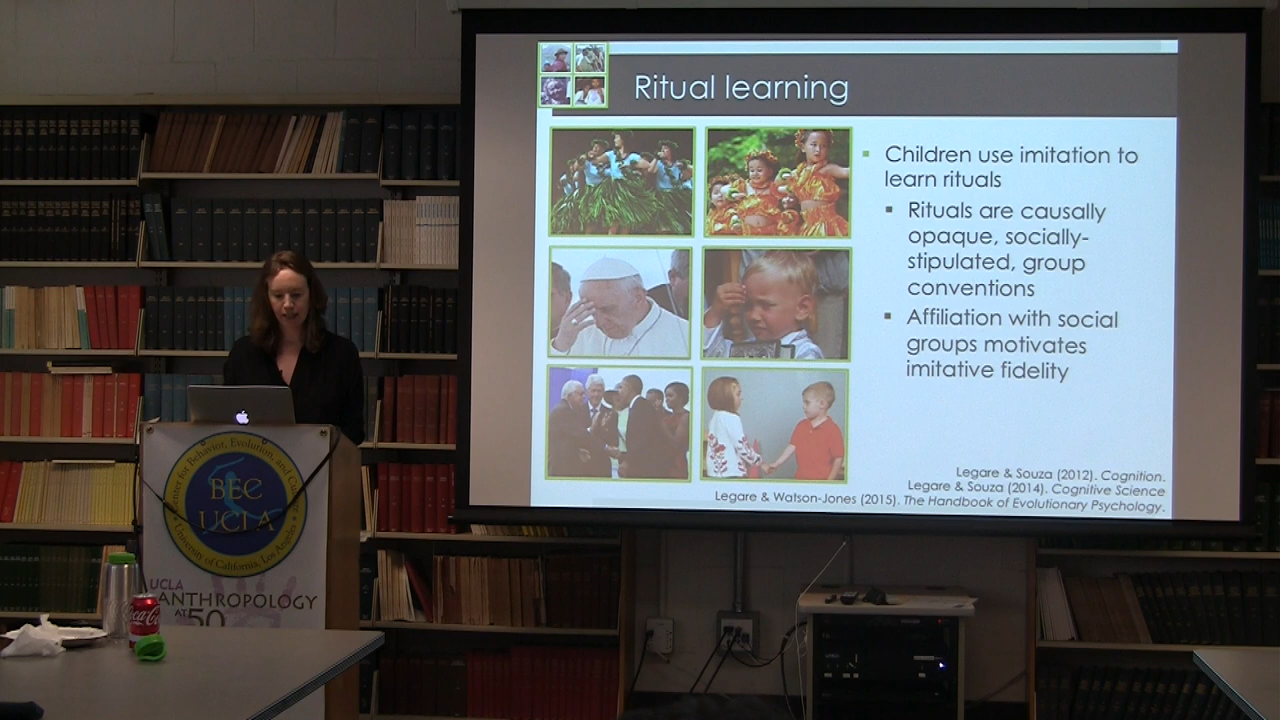 Ritual learning
Children use imitation to
learn rituals
Rituals are causally
opaque, socially-
stipulated, group
conventions
Affiliation with social
groups motivates
imitative fidelity
Legare & Souza (2012). Cognition.
Legare & Souza (2014). Cognitive Science
Legare & Watson-Jones (2015). The Handbook of Evolutionary Psychology.
Center for Behavior, Evolution, and
BEC
UCLA
University of California, Los Angeles
UCLA
ANTHROPOLOGY
AT 50
Coca-Cola